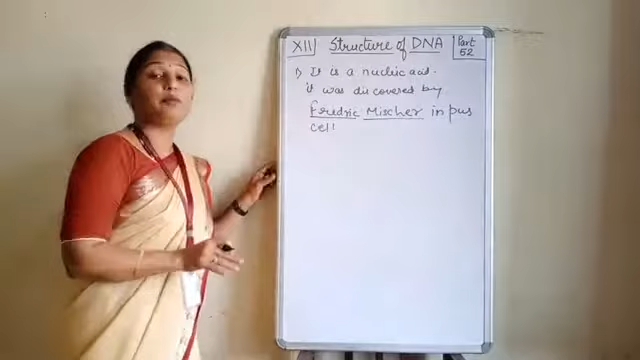 XII Structure of DNA Part 52
1) It is a nucleic acid.
it was discovered by
Fredric Mischer in pus
cell